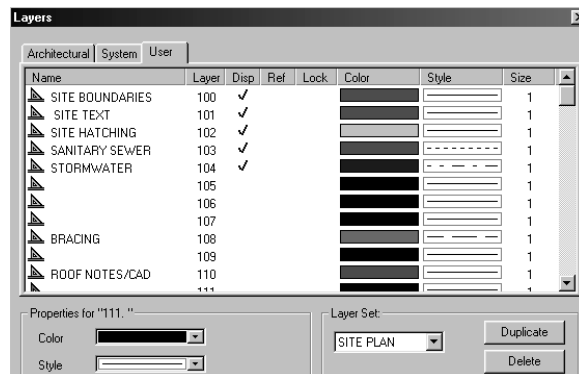 Layers
Architectural System User
Name Layer Disp Ref Lock Color Style Size
SITE BOUNDARIES 100 1
SITE TEXT 101 1
SITE HATCHING 102 1
SANITARY SEWER 103 1
STORMWATER 104 1
105 1
106 1
107 1
BRACING 108 1
109 1
ROOF NOTES/CAD 110 1
111 1
Properties for "111. " Layer Set:
Color SITE PLAN Duplicate
Style Delete